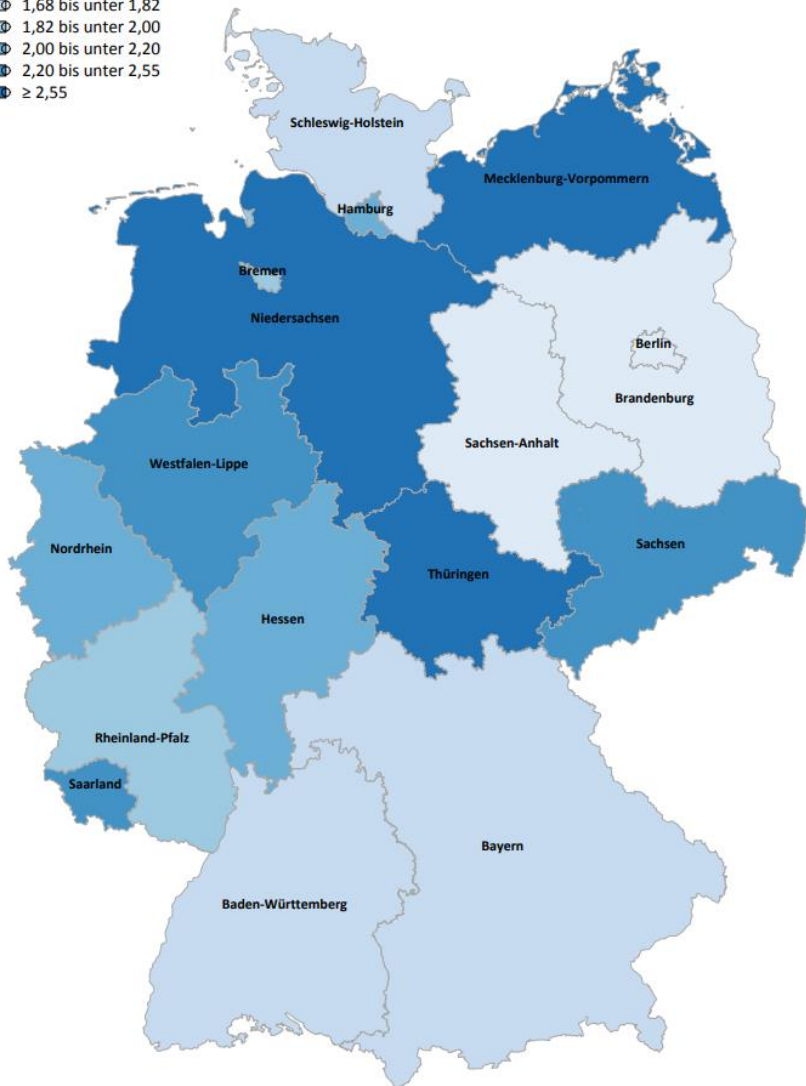 1,68 bis unter 1,82
1,82 bis unter 2,00
2,00 bis unter 2,20
2,20 bis unter 2,55
≥ 2,55
Schleswig-Holstein
Mecklenburg-Vorpommern
Hamburg
Bremen
Niedersachsen
Berlin
Brandenburg
Sachsen-Anhalt
Westfalen-Lippe
Nordrhein
Sachsen
Thüringen
Hessen
Rheinland-Pfalz
Saarland
Bayern
Baden-Württemberg